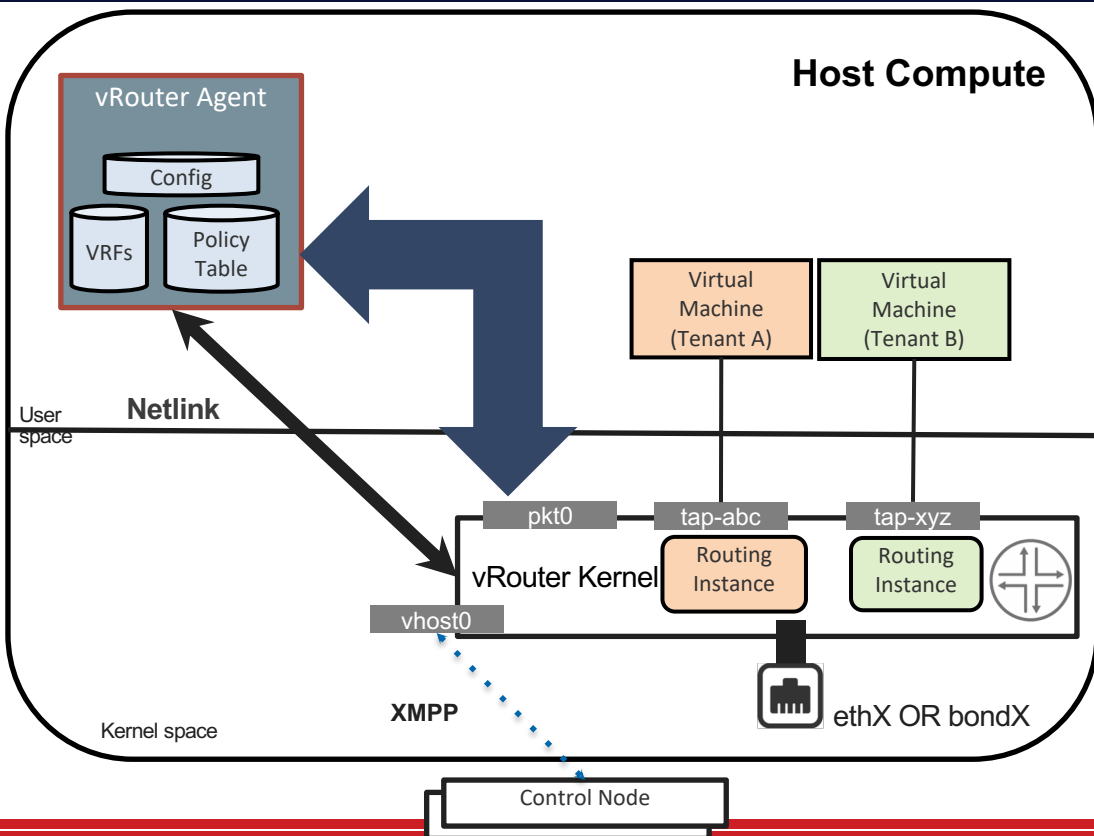 Host Compute
vRouter Agent
Config
VRFs
Policy
Table
Virtual
Machine
(Tenant A)
Virtual
Machine
(Tenant B)
User
space
Netlink
pkt0
tap-abc
tap-xyz
vRouter Kernel
Routing
Instance
Routing
Instance
vhost0
XMPP
ethX OR bondX
Kernel space
Control Node